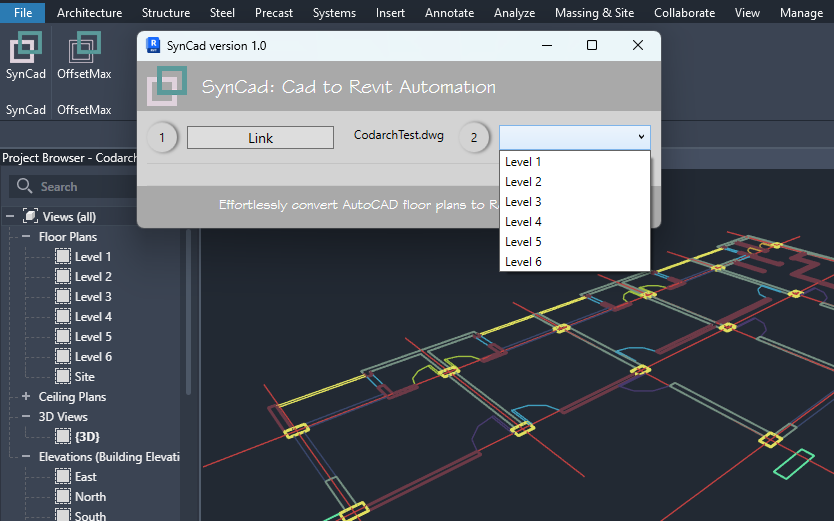 File Architecture Structure Steel Precast Systems Insert Annotate Analyze Massing & Site Collaborate View Manage
SynCad OffsetMax
SynCad OffsetMax
R
SynCad version 1.0
SynCad: Cad to Revit Automation
1 Link CodarchTest.dwg 2
Level 1
Level 2
Level 3
Level 4
Level 5
Level 6
Effortlessly convert AutoCAD floor plans to
Project Browser - Codarch
Search
Views (all)
Floor Plans
Level 1
Level 2
Level 3
Level 4
Level 5
Level 6
Site
Ceiling Plans
3D Views
{3D}
Elevations (Building Elevati
East
North
South